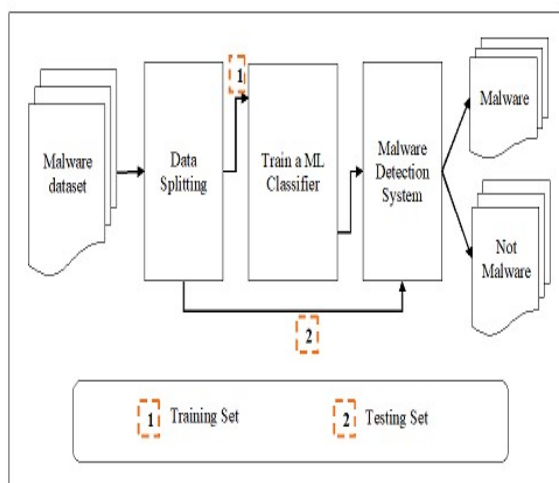 1
Malware
dataset
Data
Splitting
Train a ML
Classifier
Malware
Detection
System
Malware
Not
Malware
2
1 Training Set
2 Testing Set